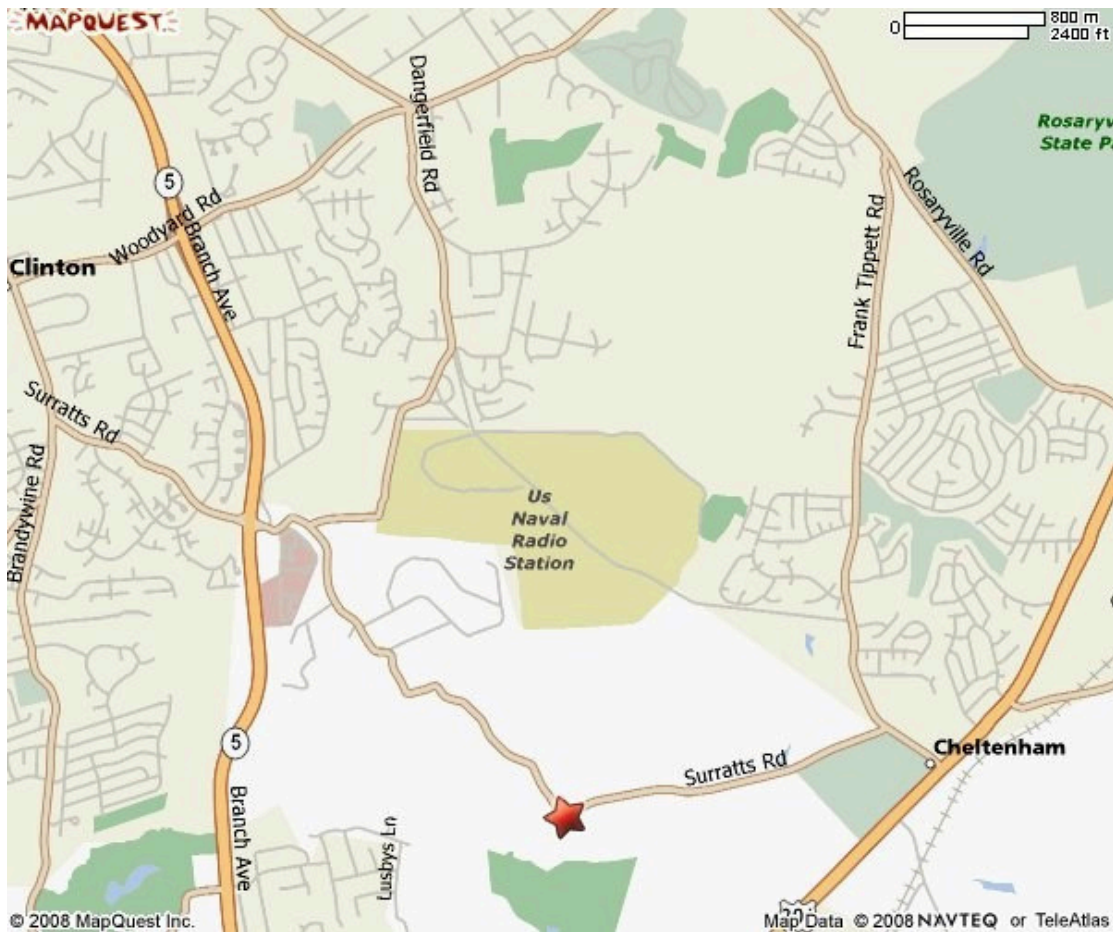 MAPQUEST
0
800 m
2400 ft
Dangerfield Rd
Rosaryv
State Pa
5
Woodyard Rd
Branch Ave
Clinton
Frank Tippett Rd
Rosaryville Rd
Surratts Rd
Brandywine Rd
Us
Naval
Radio
Station
5
Surratts Rd
Cheltenham
Branch Ave
Lusbys Ln
© 2008 MapQuest Inc.
Map Data © 2008 NAVTEQ or TeleAtlas